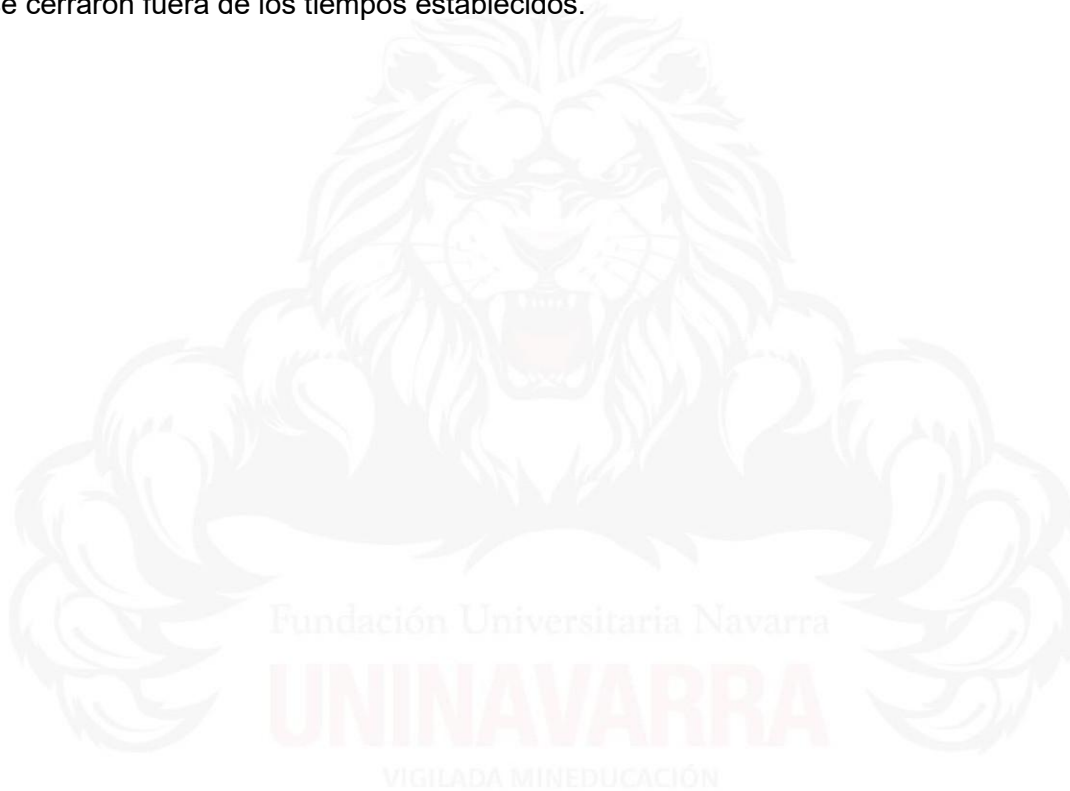 e cerraron fuera de los tiempos establecidos.
Fundación Universitaria Navarra
UNINAVARRA
VIGILADA MINEDUCACIÓN